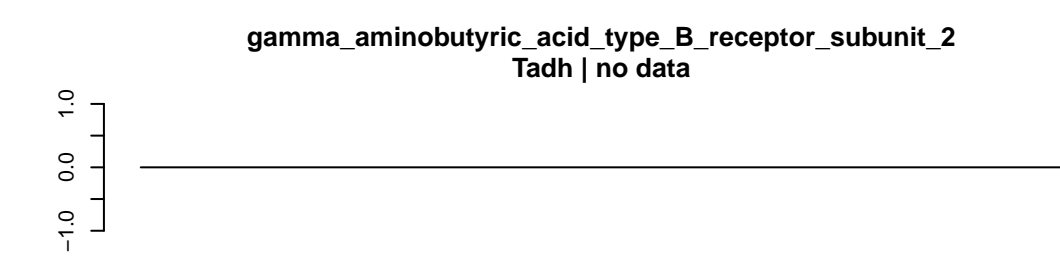 gamma_aminobutyric_acid_type_B_receptor_subunit_2
Tadh | no data
1.0
0.0
−1.0